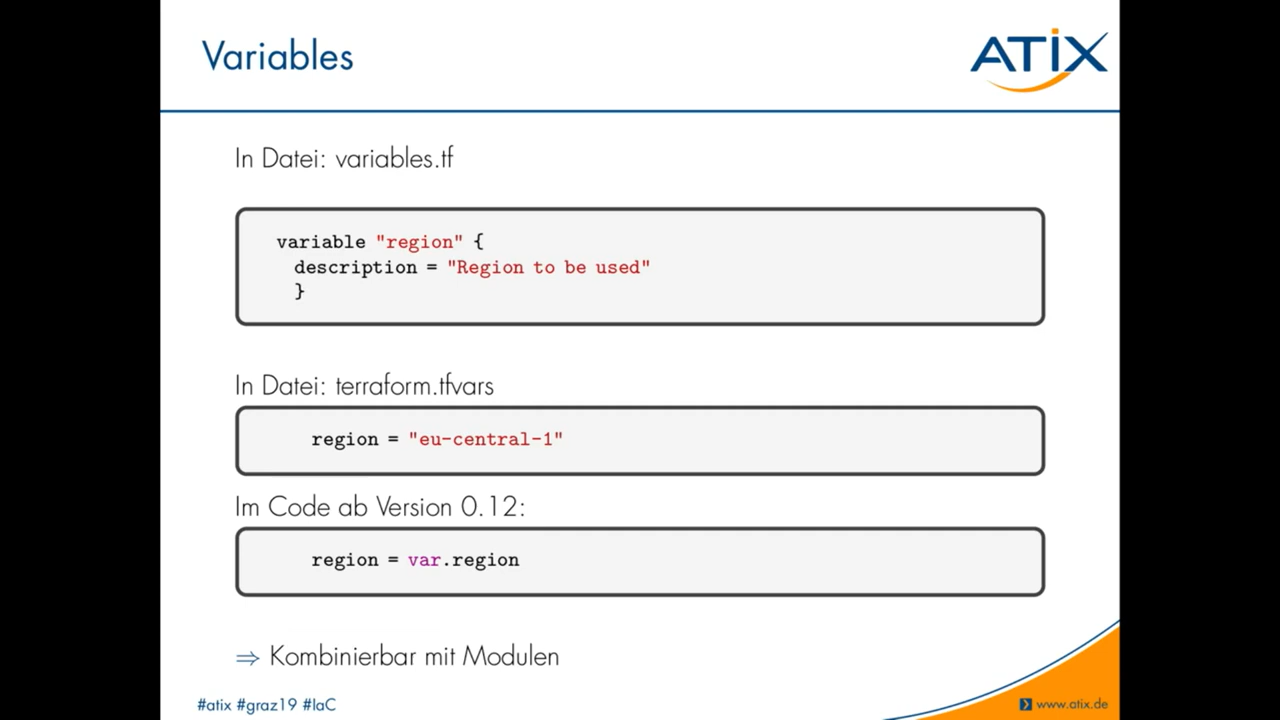 Variables
ATIX
In Datei: variables.tf
variable "region" {
description = "Region to be used"
}
In Datei: terraform.tfvars
region = "eu-central-1"
Im Code ab Version 0.12:
region = var.region
⇒ Kombinierbar mit Modulen
#atix #graz19 #IaC
www.atix.de